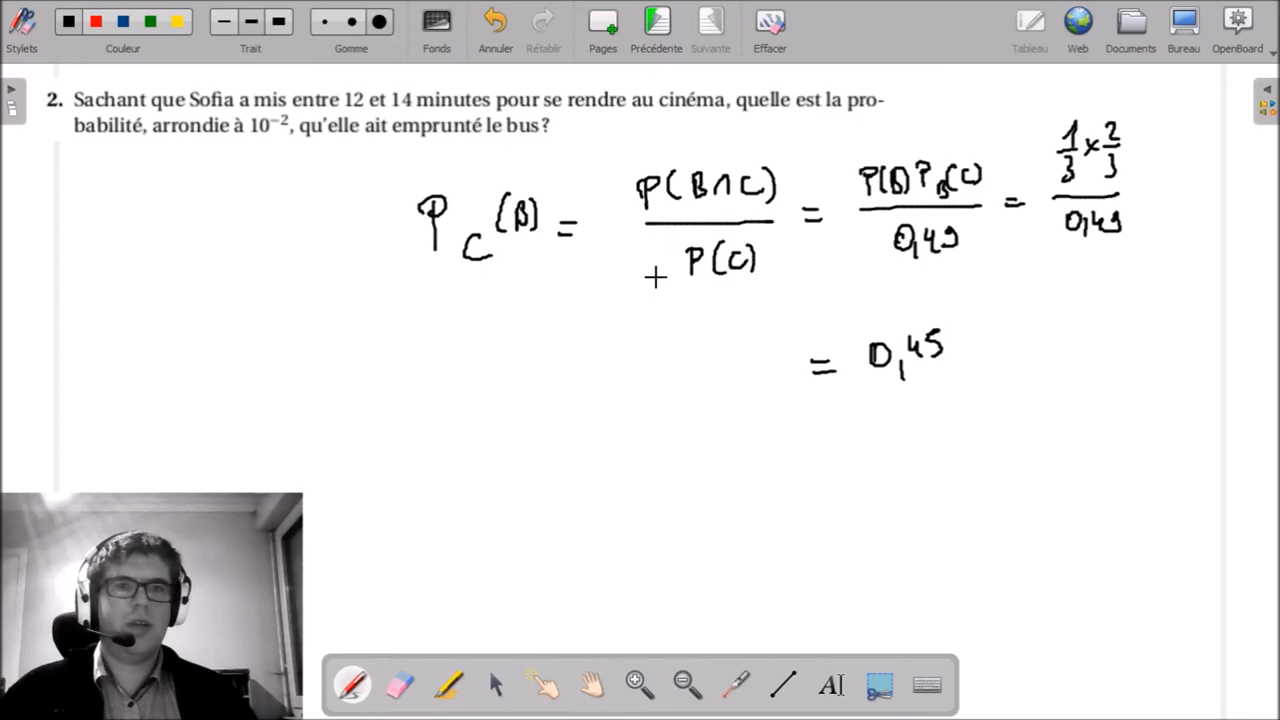 Stylets Couleur Trait Gomme Fonds Annuler Rétablir Pages Précédente Suivante Effacer Tableau Web Documents Bureau OpenBoard
2. Sachant que Sofia a mis entre 12 et 14 minutes pour se rendre au cinéma, quelle est la pro-
babilité, arrondie à 10⁻², qu'elle ait emprunté le bus ?
P_C(B) = P(B∩C) / P(C) = P(B)P_B(C) / 0,49 = (1/3 × 2/3) / 0,49
= 0,45
AI